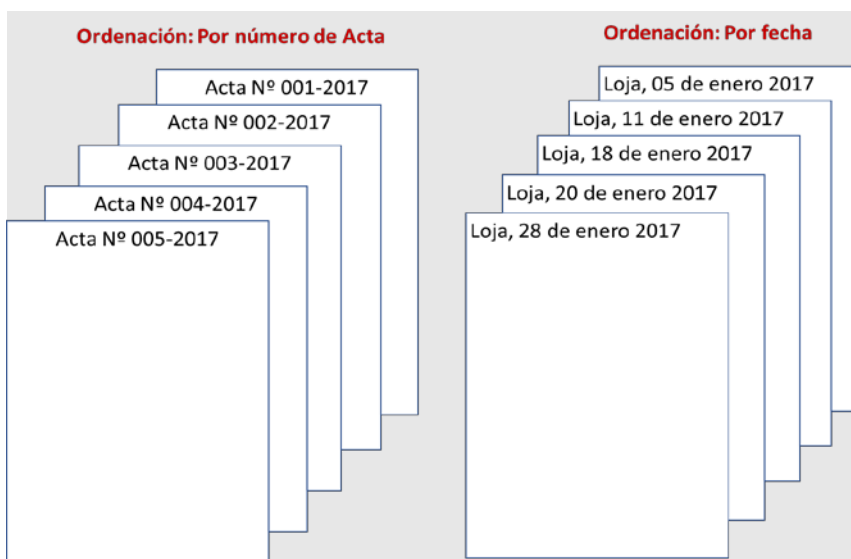 Ordenación: Por número de Acta
Acta Nº 001-2017
Acta Nº 002-2017
Acta Nº 003-2017
Acta Nº 004-2017
Acta Nº 005-2017
Ordenación: Por fecha
Loja, 05 de enero 2017
Loja, 11 de enero 2017
Loja, 18 de enero 2017
Loja, 20 de enero 2017
Loja, 28 de enero 2017